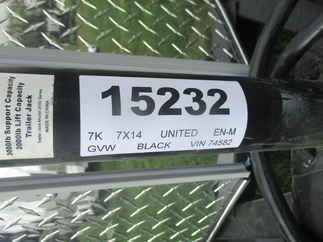 15232
7K 7X14 UNITED EN-M
GVW BLACK VIN 74582
3000lb Support Capacity
2000lb Lift Capacity
Trailer Jack